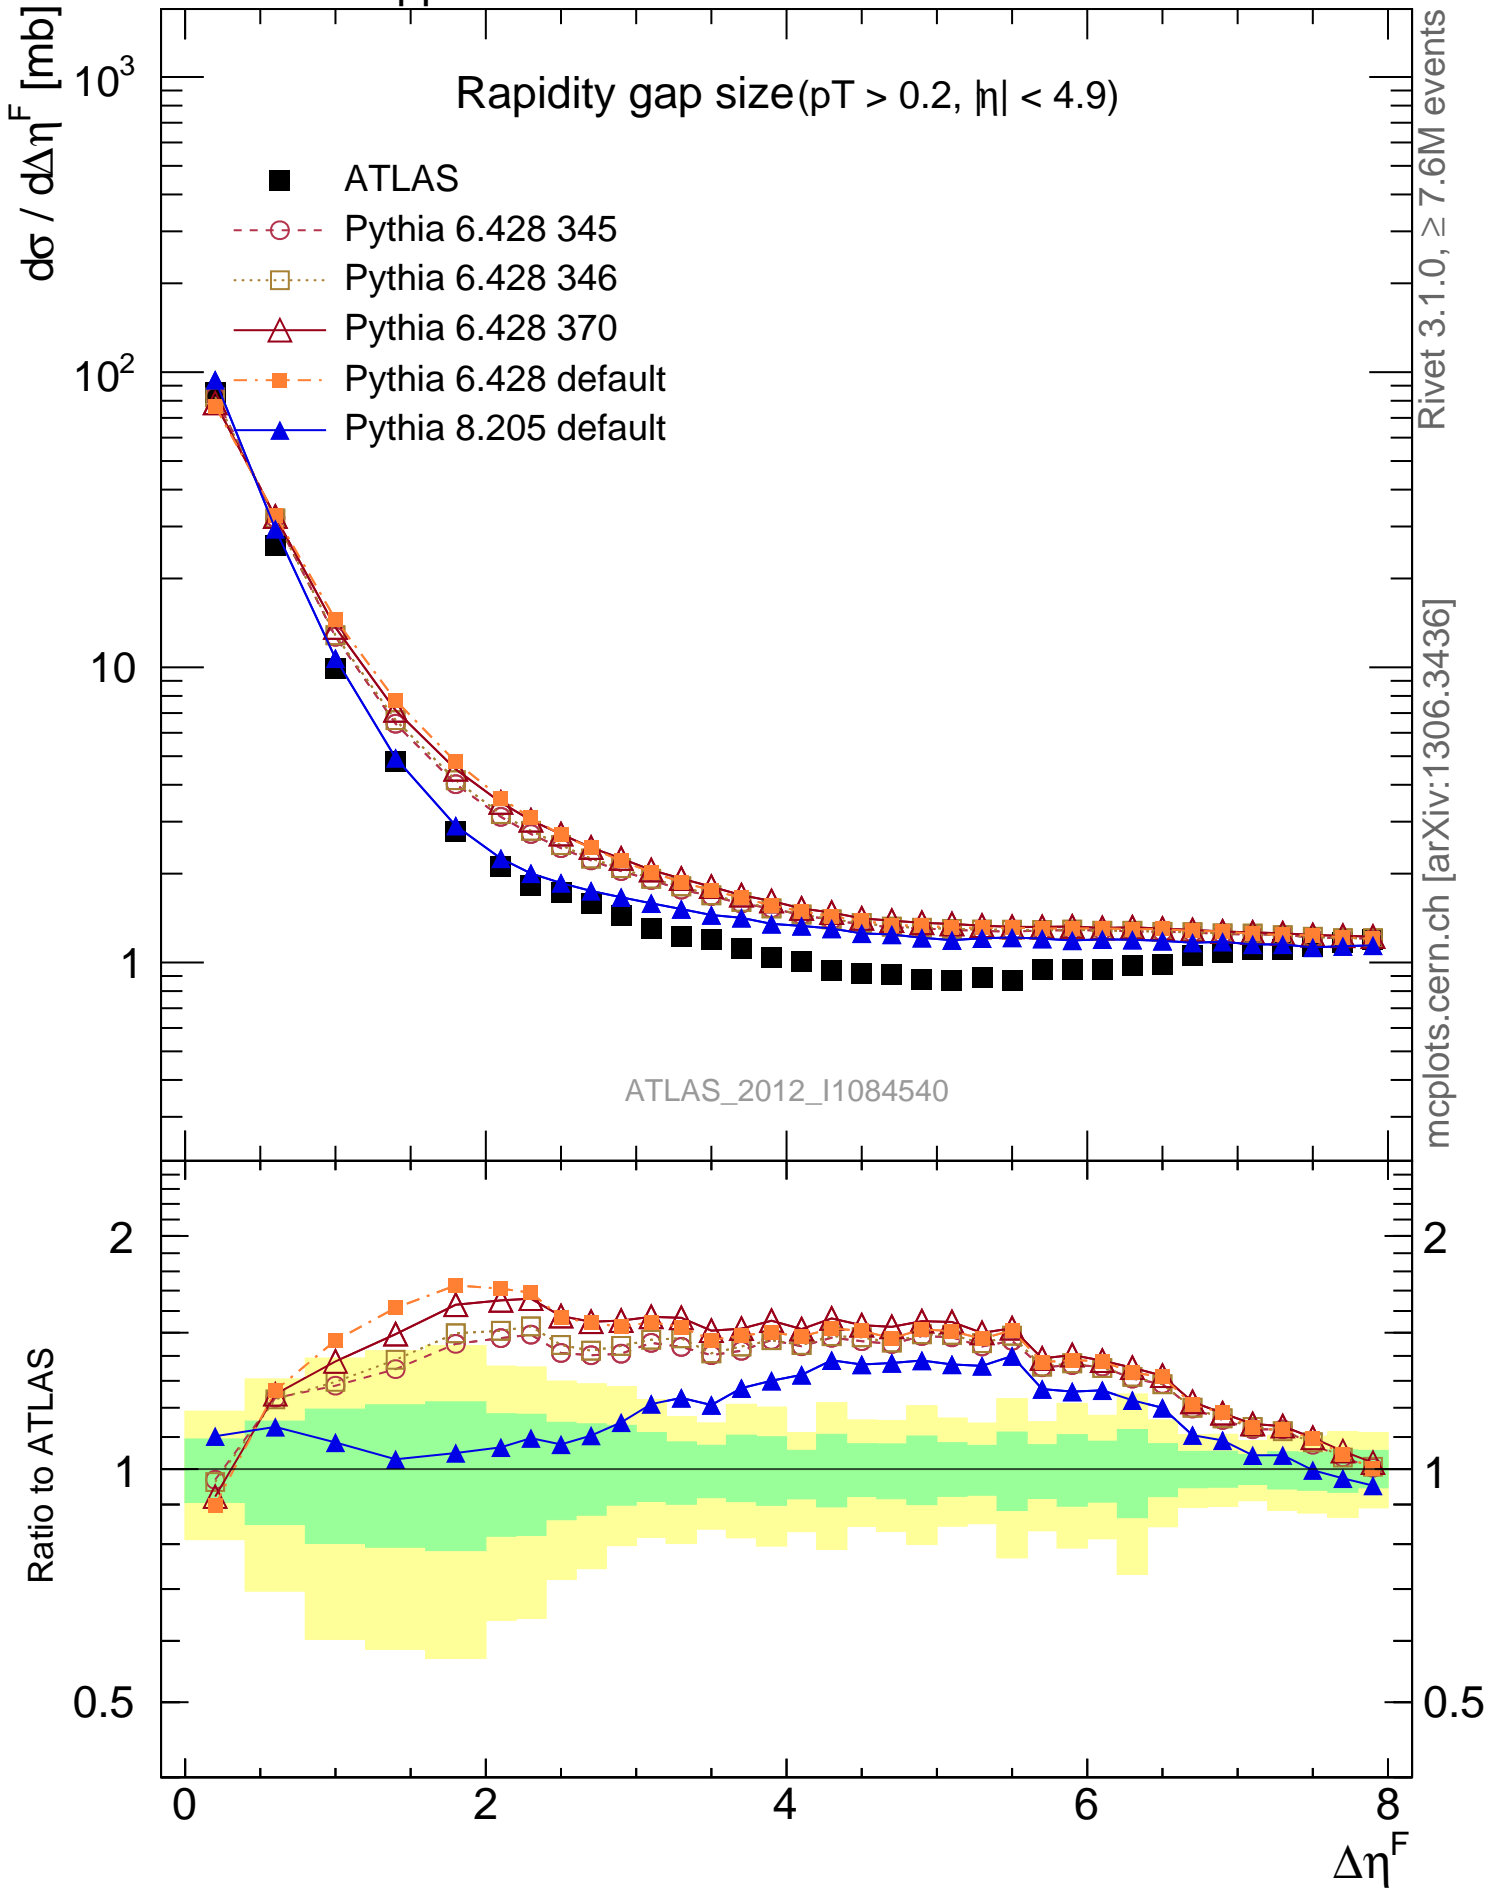 pp
dσ / dΔη^F [mb]
Rapidity gap size(pT > 0.2, |η| < 4.9)
ATLAS
Pythia 6.428 345
Pythia 6.428 346
Pythia 6.428 370
Pythia 6.428 default
Pythia 8.205 default
10^3
10^2
10
1
ATLAS_2012_I1084540
Rivet 3.1.0, ≥ 7.6M events
mcplots.cern.ch [arXiv:1306.3436]
Ratio to ATLAS
2
1
0.5
2
1
0.5
0 2 4 6 8
Δη^F